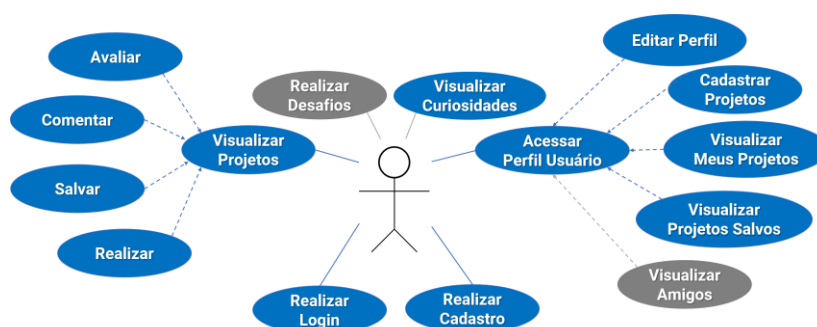 Avaliar
Comentar
Salvar
Realizar
Visualizar
Projetos
Realizar
Desafios
Visualizar
Curiosidades
Realizar
Login
Realizar
Cadastro
Acessar
Perfil Usuário
Editar Perfil
Cadastrar
Projetos
Visualizar
Meus Projetos
Visualizar
Projetos Salvos
Visualizar
Amigos